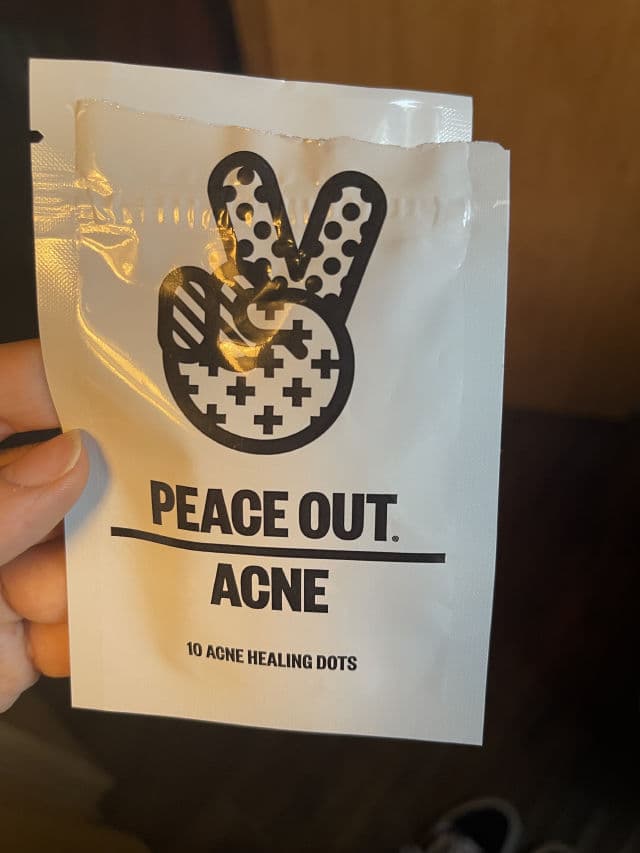 PEACE OUT®
ACNE
10 ACNE HEALING DOTS